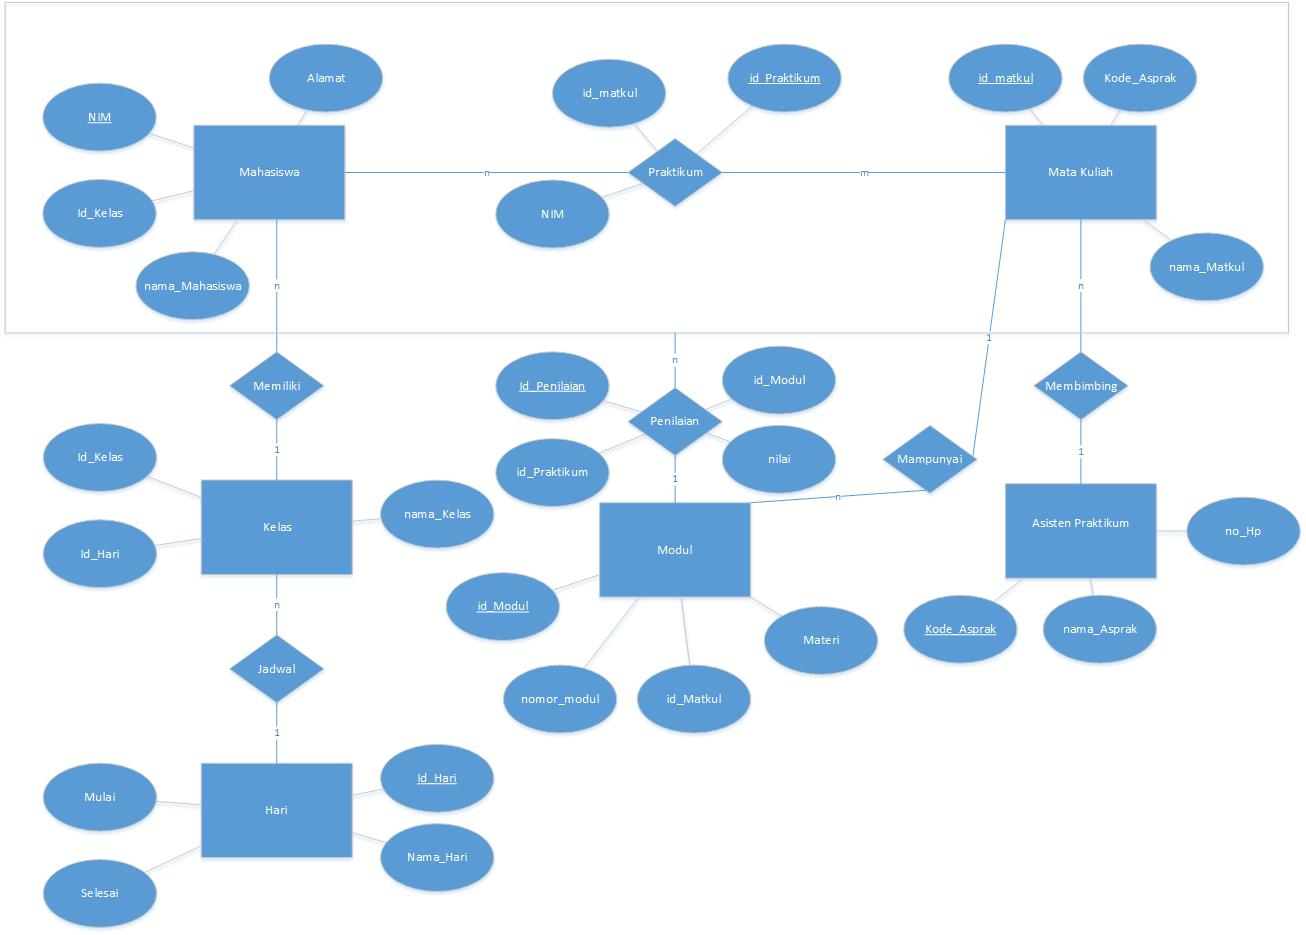 Alamat
id_Praktikum
id_matkul
Kode_Asprak
id_matkul
NIM
Mahasiswa
n
Praktikum
m
Mata Kuliah
Id_Kelas
NIM
nama_Matkul
nama_Mahasiswa
n
n
1
n
Memiliki
Id_Penilaian
id_Modul
Membimbing
Penilaian
1
1
Id_Kelas
id_Praktikum
nilai
Mampunyai
1
n
nama_Kelas
Kelas
Asisten Praktikum
no_Hp
Id_Hari
Modul
n
id_Modul
Materi
Kode_Asprak
nama_Asprak
Jadwal
nomor_modul
id_Matkul
1
Id_Hari
Mulai
Hari
Nama_Hari
Selesai